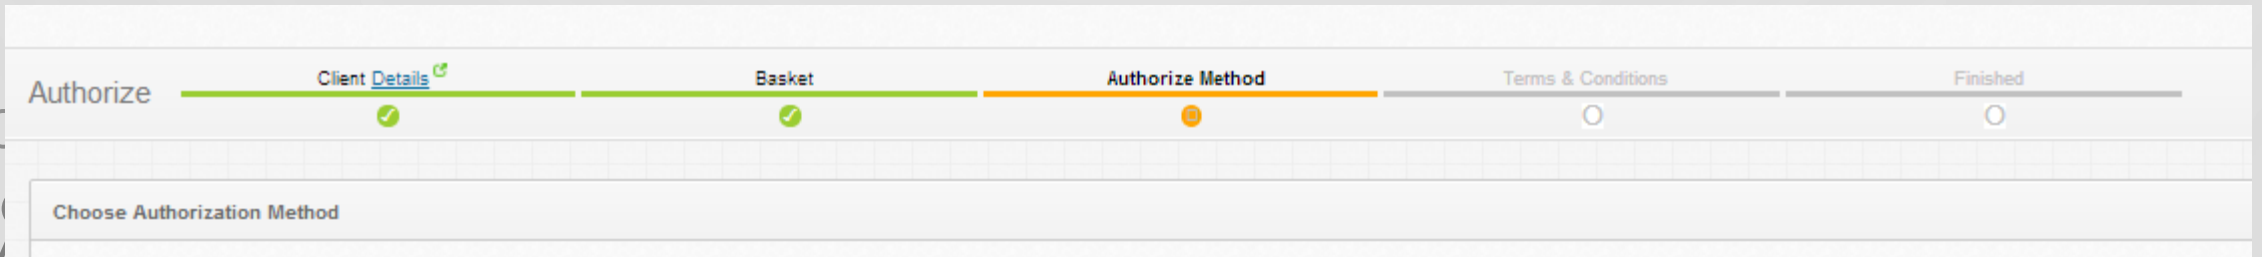 Client Details
Basket
Authorize Method
Terms & Conditions
Finished
Authorize
Choose Authorization Method